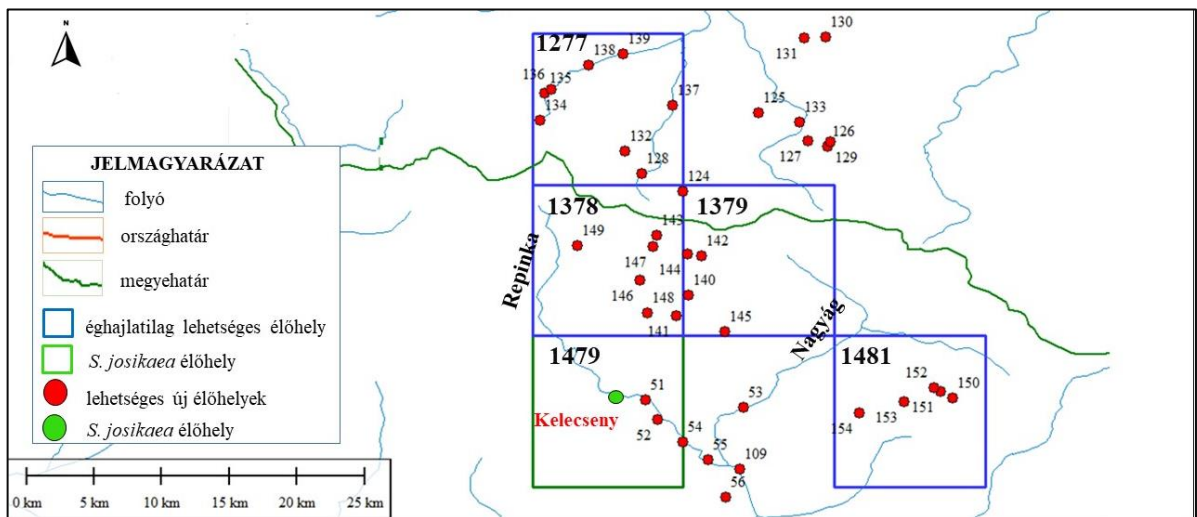 N
130
131
139
138
1277
136
135
137
134
125
133
132
126
127
129
128
124
JELMAGYARÁZAT
folyó
országhatár
megyehatár
éghajlatilag lehetséges élőhely
S. josikaea élőhely
lehetséges új élőhelyek
S. josikaea élőhely
1378
1379
143
149
142
147
144
140
146
148
141
145
Repinka
Nagyág
1479
1481
51
53
152
150
151
153
154
Kelecseny
52
54
55
109
56
0 km
5 km
10 km
15 km
20 km
25 km